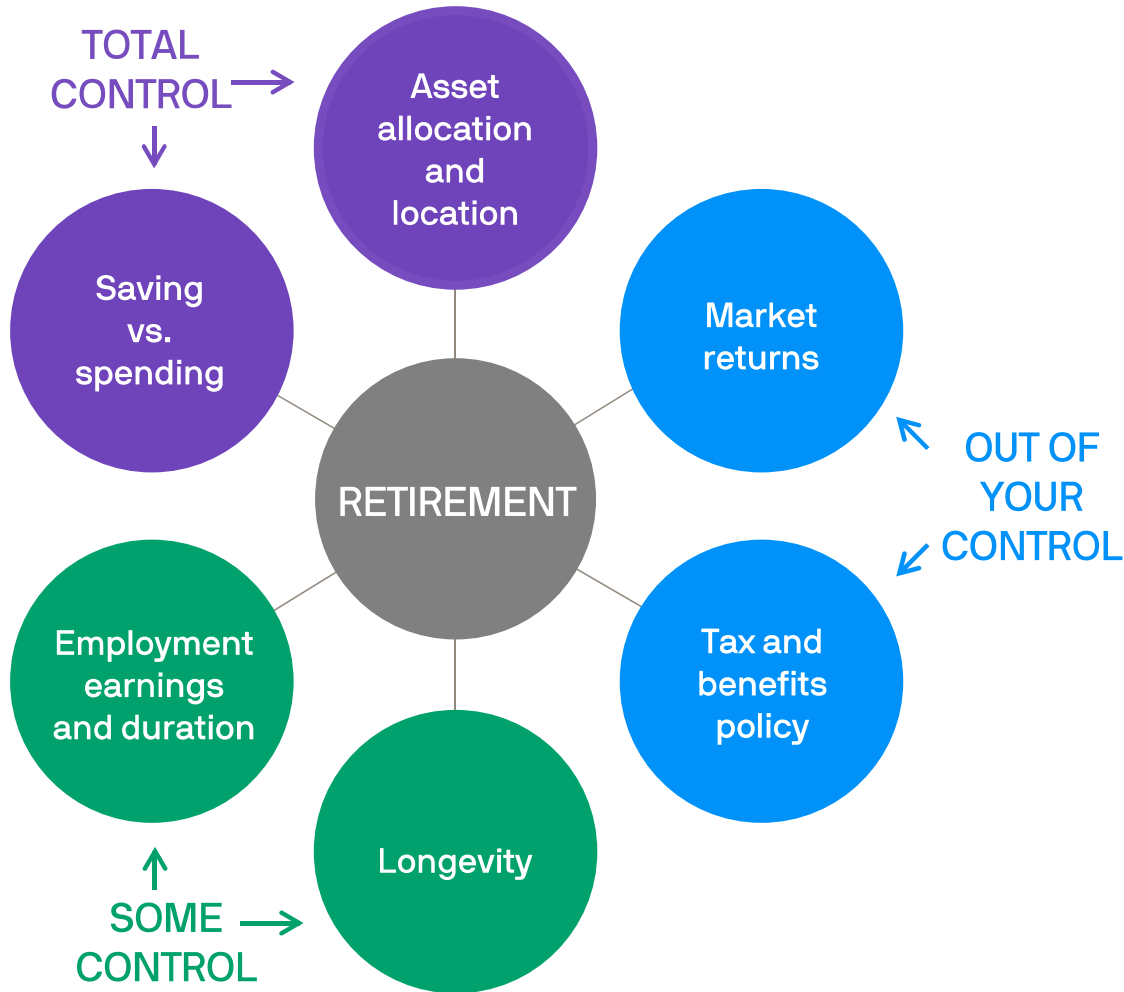 TOTAL
CONTROL
Asset
allocation
and
location
Saving
vs.
spending
Market
returns
OUT OF
YOUR
CONTROL
RETIREMENT
Employment
earnings
and duration
Tax and
benefits
policy
Longevity
SOME
CONTROL